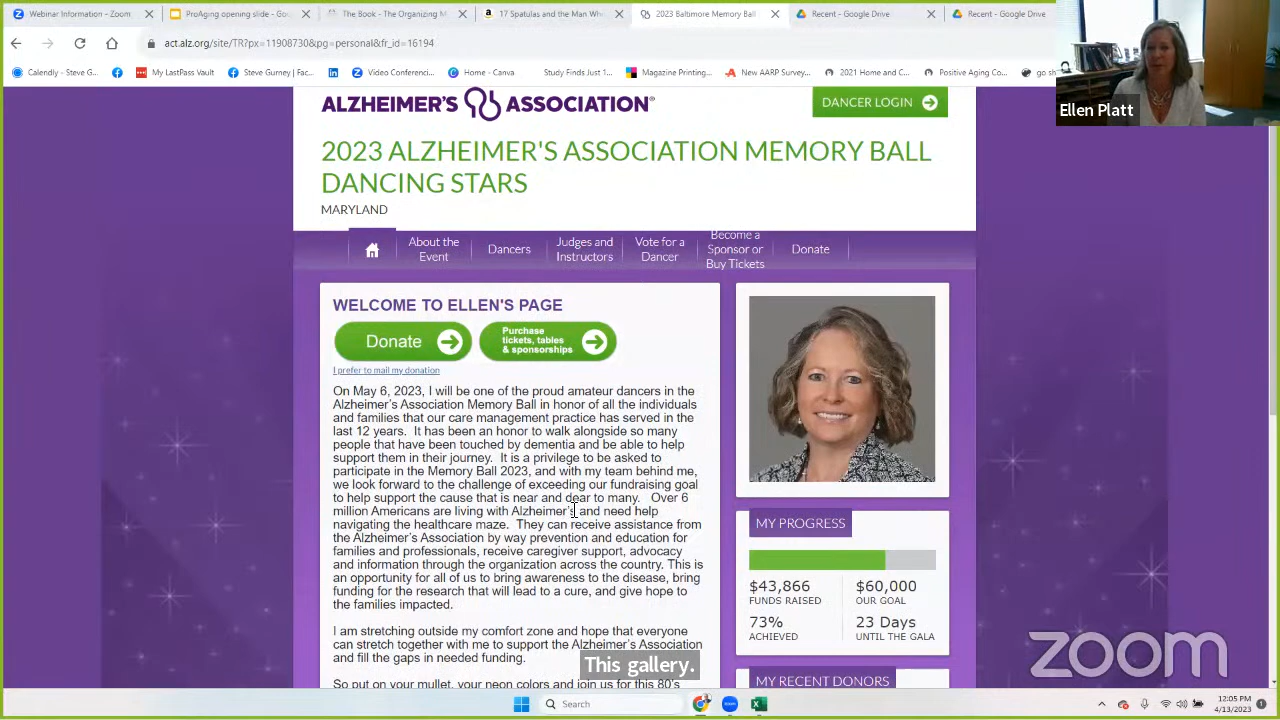 Webinar Information - Zoom
ProAging opening slide - Go
The Book - The Organizing M
17 Spatulas and the Man Wh
2023 Baltimore Memory Ball
Recent - Google Drive
Recent - Google Drive
act.alz.org/site/TR?px=11908730&pg=personal&fr_id=16194
Calendly - Steve G...
My LastPass Vault
Steve Gurney | Fac...
Video Conferenci...
Home - Canva
Study Finds Just 1...
Magazine Printing...
New AARP Survey...
2021 Home and C...
Positive Aging Co...
go sh
Ellen Platt
ALZHEIMER'S ASSOCIATION®
DANCER LOGIN
2023 ALZHEIMER'S ASSOCIATION MEMORY BALL
DANCING STARS
MARYLAND
About the
Event
Dancers
Judges and
Instructors
Vote for a
Dancer
Become a
Sponsor or
Buy Tickets
Donate
WELCOME TO ELLEN'S PAGE
Donate
Purchase
tickets, tables
& sponsorships
I prefer to mail my donation
On May 6, 2023, I will be one of the proud amateur dancers in the
Alzheimer's Association Memory Ball in honor of all the individuals
and families that our care management practice has served in the
last 12 years.  It has been an honor to walk alongside so many
people that have been touched by dementia and be able to help
support them in their journey.  It is a privilege to be asked to
participate in the Memory Ball 2023, and with my team behind me,
we look forward to the challenge of exceeding our fundraising goal
to help support the cause that is near and dear to many.   Over 6
million Americans are living with Alzheimer's and need help
navigating the healthcare maze.  They can receive assistance from
the Alzheimer's Association by way prevention and education for
families and professionals, receive caregiver support, advocacy
and information through the organization across the country. This is
an opportunity for all of us to bring awareness to the disease, bring
funding for the research that will lead to a cure, and give hope to
the families impacted.
I am stretching outside my comfort zone and hope that everyone
can stretch together with me to support the Alzheimer's Association
and fill the gaps in needed funding.
So put on your mullet, your neon colors and join us for this 80's
MY PROGRESS
$43,866
FUNDS RAISED
$60,000
OUR GOAL
73%
ACHIEVED
23 Days
UNTIL THE GALA
MY RECENT DONORS
This gallery.
zoom
Search
12:05 PM
4/13/2023